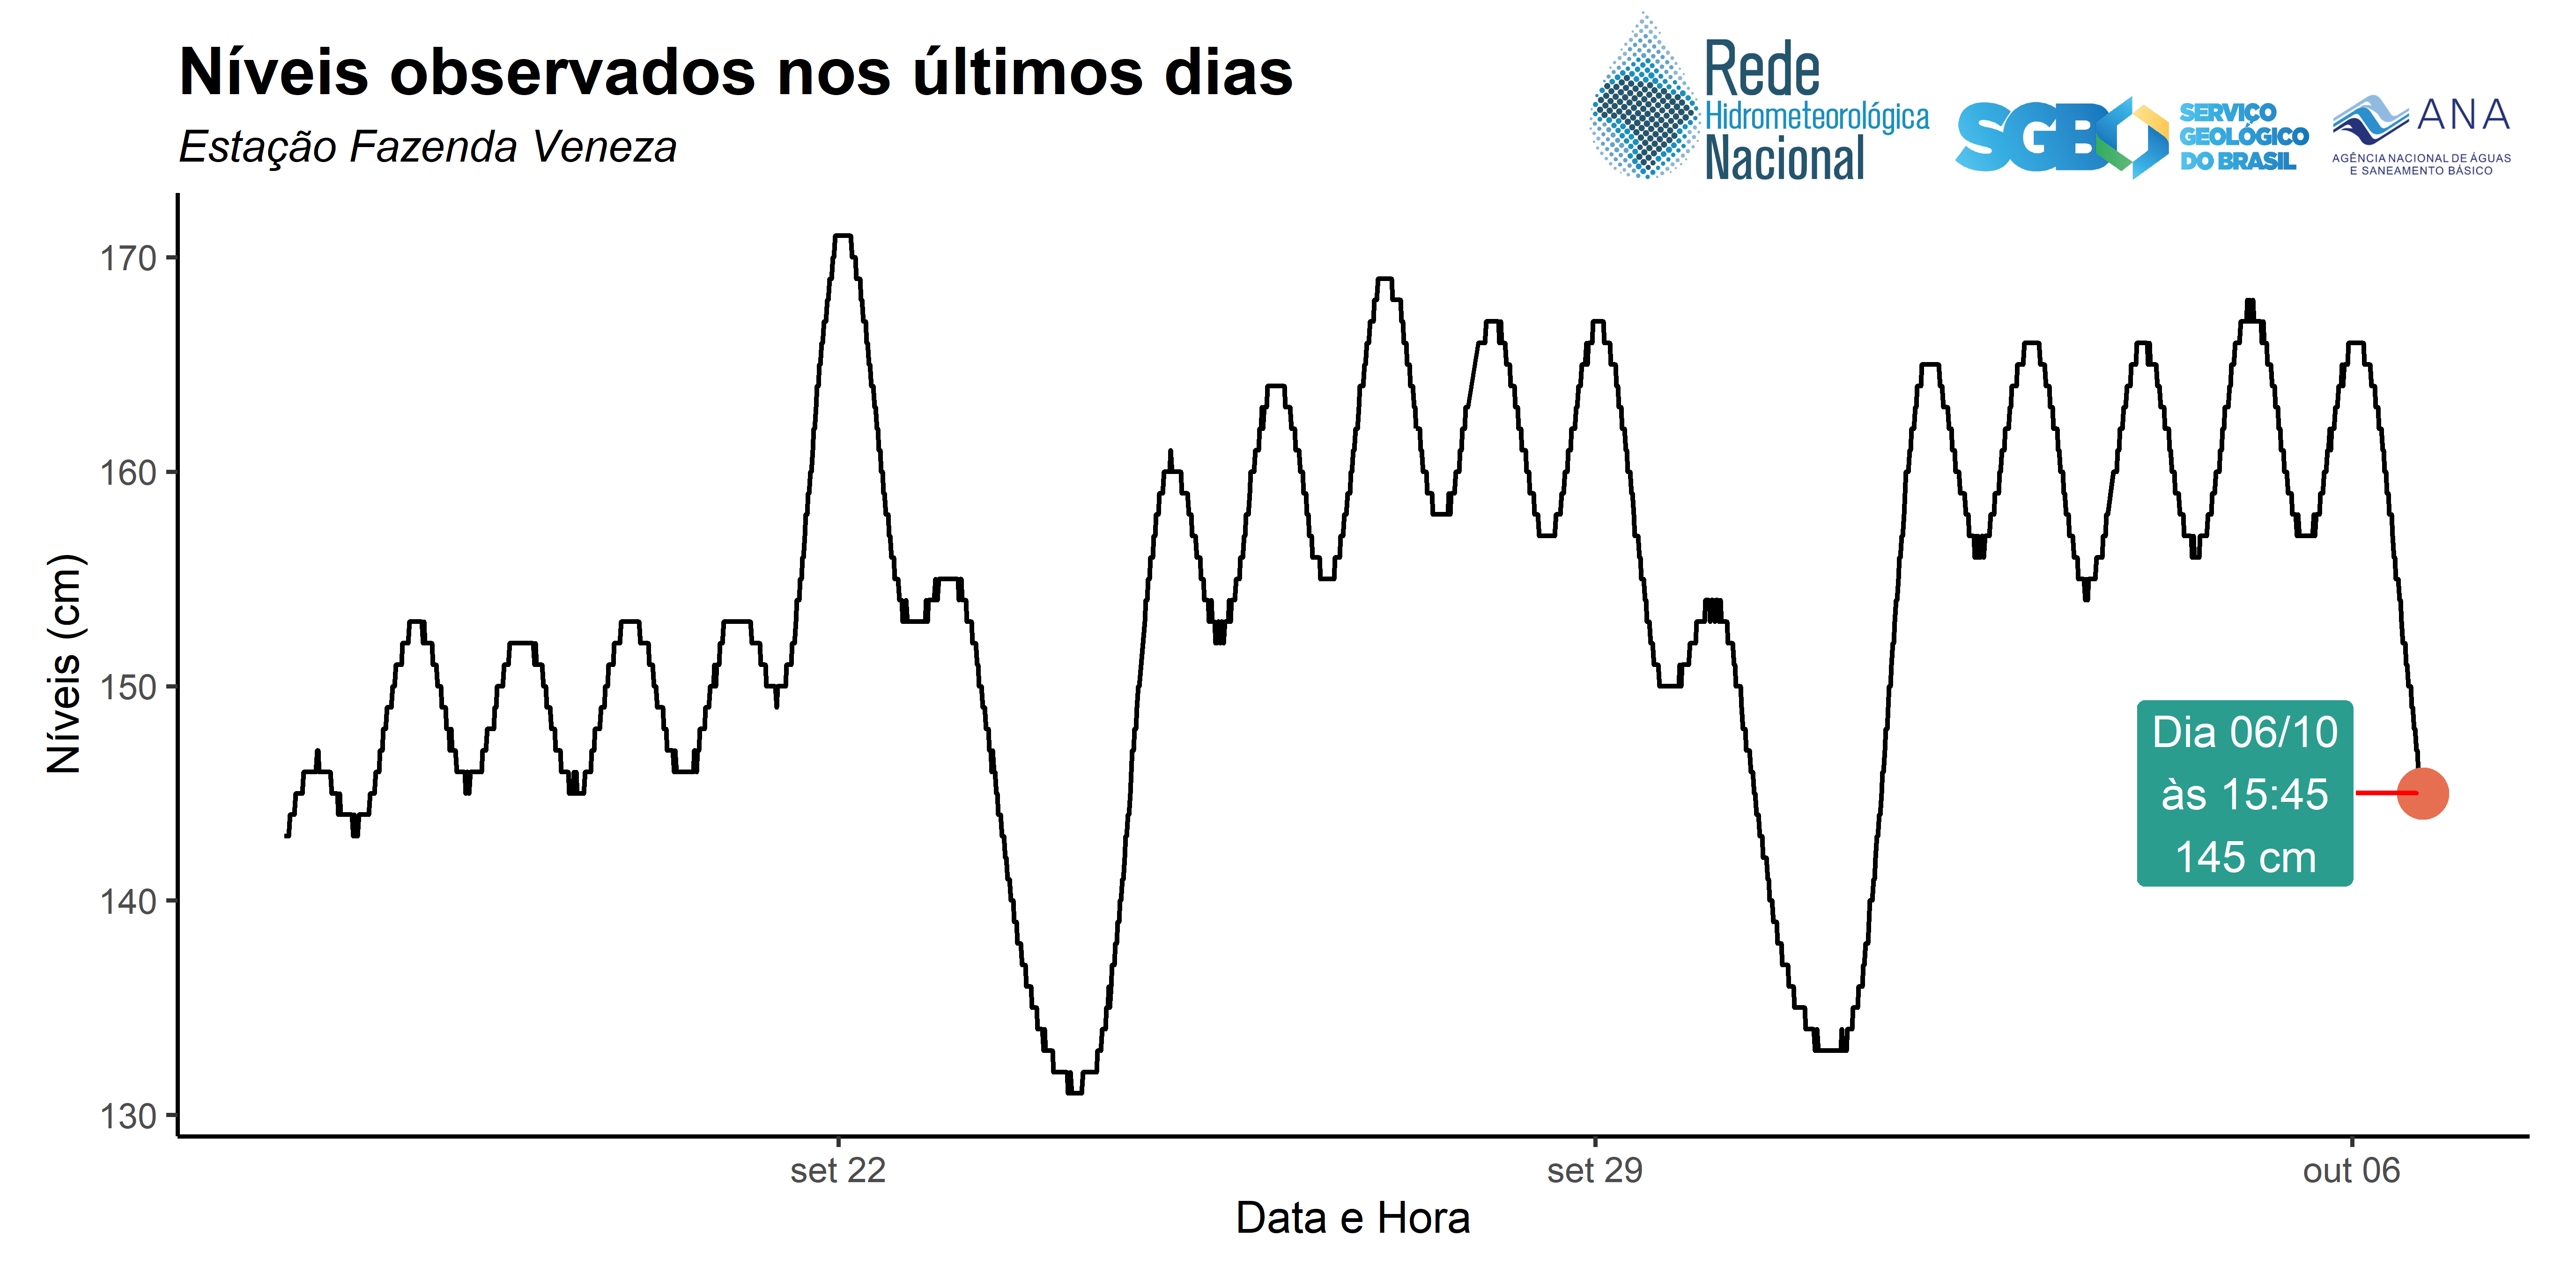 Níveis observados nos últimos dias
Estação Fazenda Veneza
Rede
Hidrometeorológica
Nacional
SGB
SERVIÇO
GEOLÓGICO
DO BRASIL
ANA
AGÊNCIA NACIONAL DE ÁGUAS
E SANEAMENTO BÁSICO
170
160
150
140
130
Níveis (cm)
Dia 06/10
às 15:45
145 cm
set 22
set 29
out 06
Data e Hora